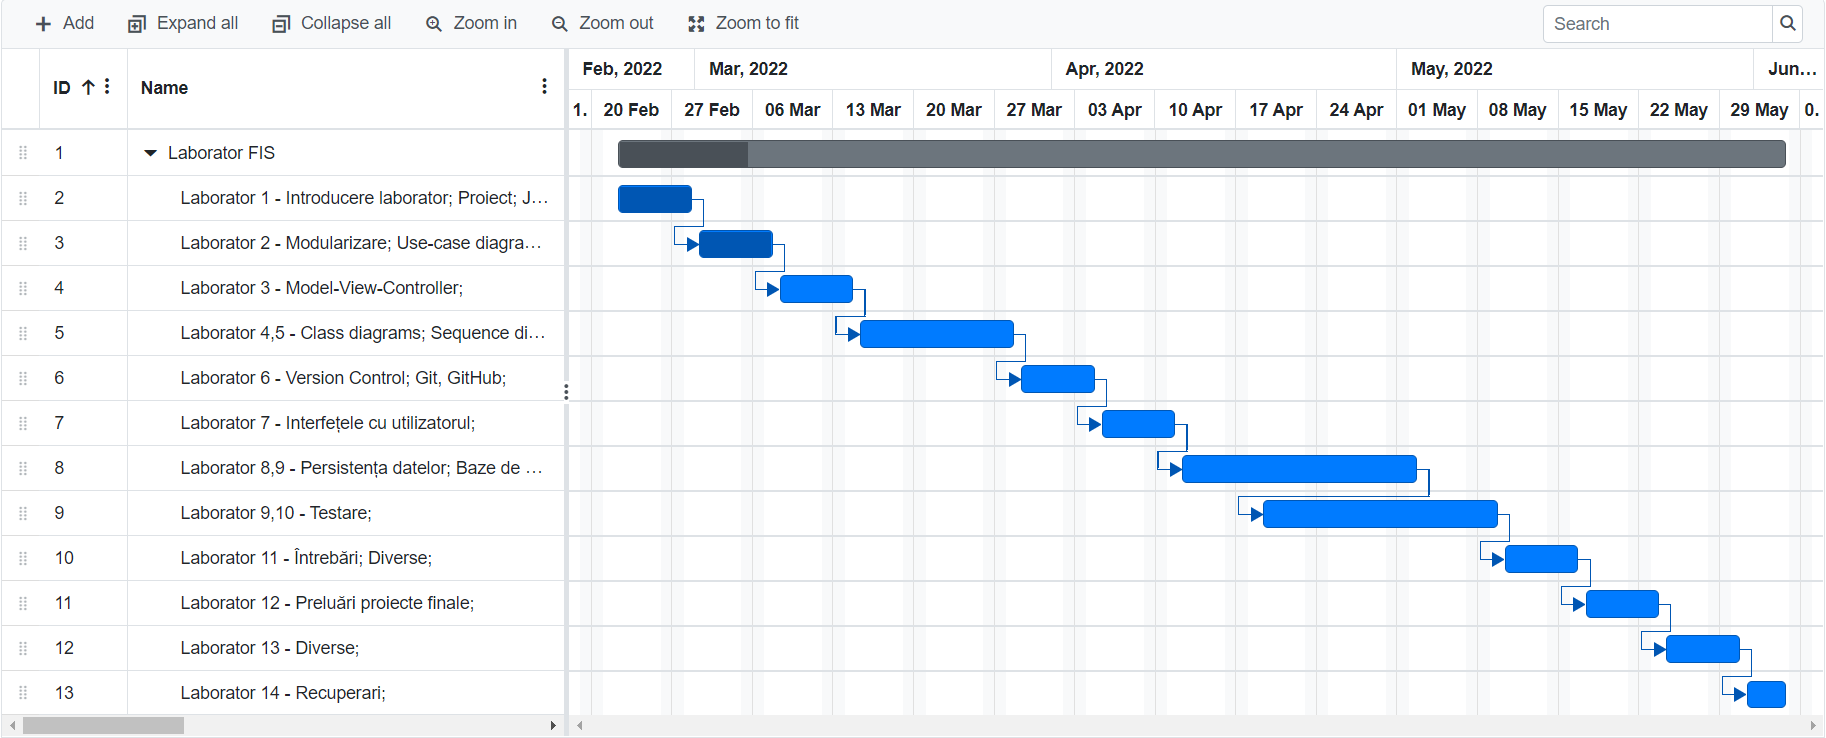 Add Expand all Collapse all Zoom in Zoom out Zoom to fit Search
Feb, 2022 Mar, 2022 Apr, 2022 May, 2022 Jun...
ID Name
1. 20 Feb 27 Feb 06 Mar 13 Mar 20 Mar 27 Mar 03 Apr 10 Apr 17 Apr 24 Apr 01 May 08 May 15 May 22 May 29 May 0.
1 Laborator FIS
2 Laborator 1 - Introducere laborator; Proiect; J...
3 Laborator 2 - Modularizare; Use-case diagra...
4 Laborator 3 - Model-View-Controller;
5 Laborator 4,5 - Class diagrams; Sequence di...
6 Laborator 6 - Version Control; Git, GitHub;
7 Laborator 7 - Interfețele cu utilizatorul;
8 Laborator 8,9 - Persistența datelor; Baze de ...
9 Laborator 9,10 - Testare;
10 Laborator 11 - Întrebări; Diverse;
11 Laborator 12 - Preluări proiecte finale;
12 Laborator 13 - Diverse;
13 Laborator 14 - Recuperari;